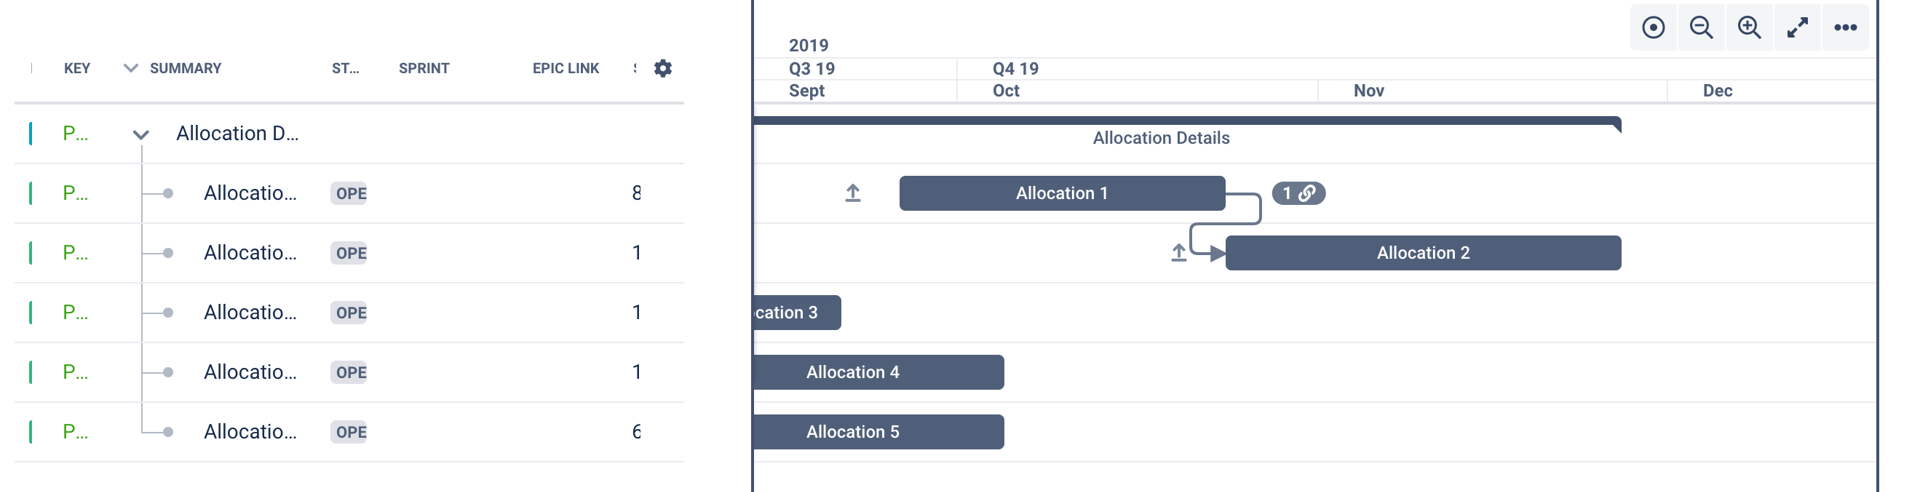 2019
KEY SUMMARY ST... SPRINT EPIC LINK Q3 19 Q4 19
Sept Oct Nov Dec
P... Allocation D... Allocation Details
P... Allocatio... OPE 8 Allocation 1 1
P... Allocatio... OPE 1 Allocation 2
P... Allocatio... OPE 1 ocation 3
P... Allocatio... OPE 1 Allocation 4
P... Allocatio... OPE 6 Allocation 5